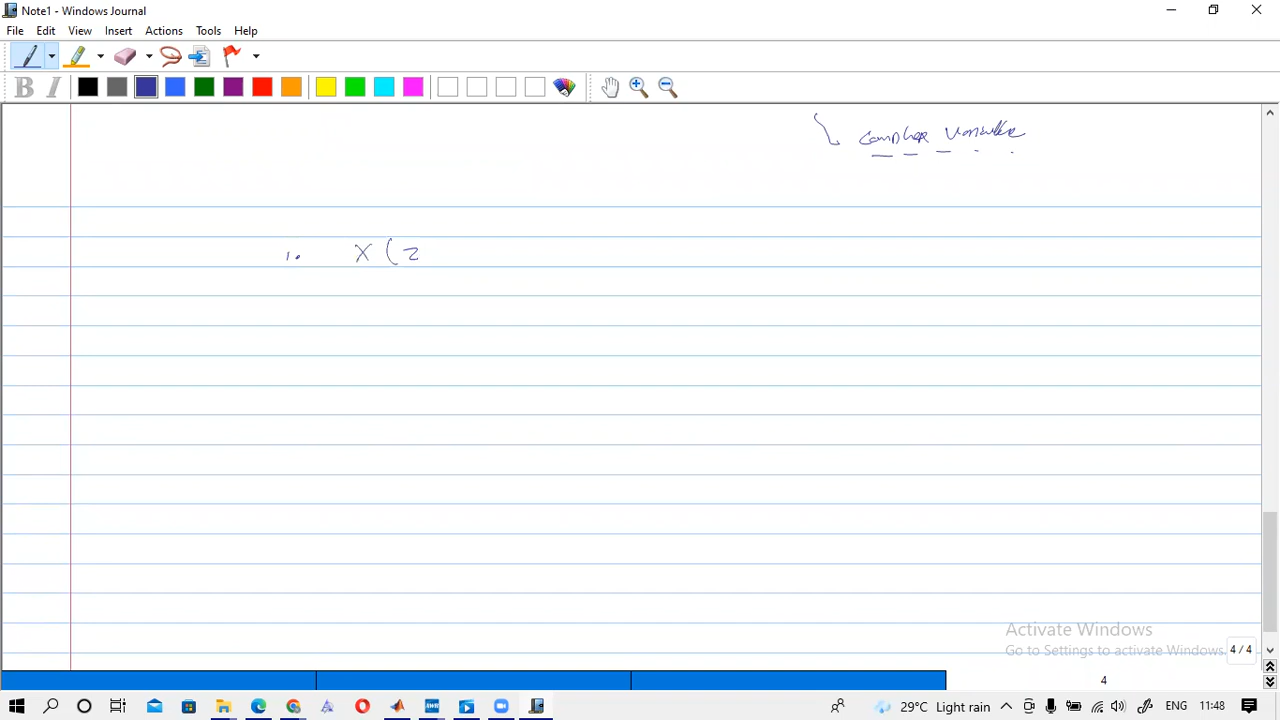 Note1 - Windows Journal
File Edit View Insert Actions Tools Help
B I
complex variable
1. X (z
Activate Windows
Go to Settings to activate Windows.
4 / 4
4
29°C Light rain ENG 11:48